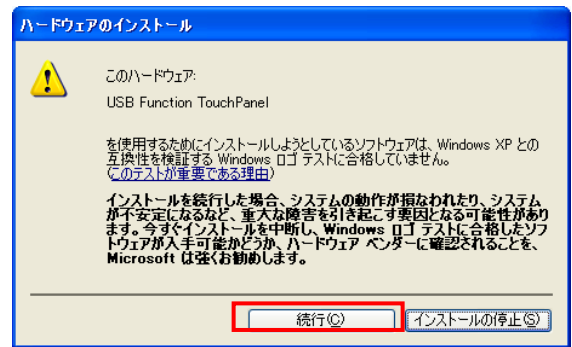 ハードウェアのインストール
このハードウェア:
USB Function TouchPanel
を使用するためにインストールしようとしているソフトウェアは、Windows XP との
互換性を検証する Windows ロゴ テストに合格していません。
(このテストが重要である理由)
インストールを続行した場合、システムの動作が損なわれたり、システム
が不安定になるなど、重大な障害を引き起こす要因となる可能性があり
ます。今すぐインストールを中断し、Windows ロゴ テストに合格したソフ
トウェアが入手可能かどうか、ハードウェア ベンダーに確認されることを、
Microsoft は強くお勧めします。
続行(C)
インストールの停止(S)